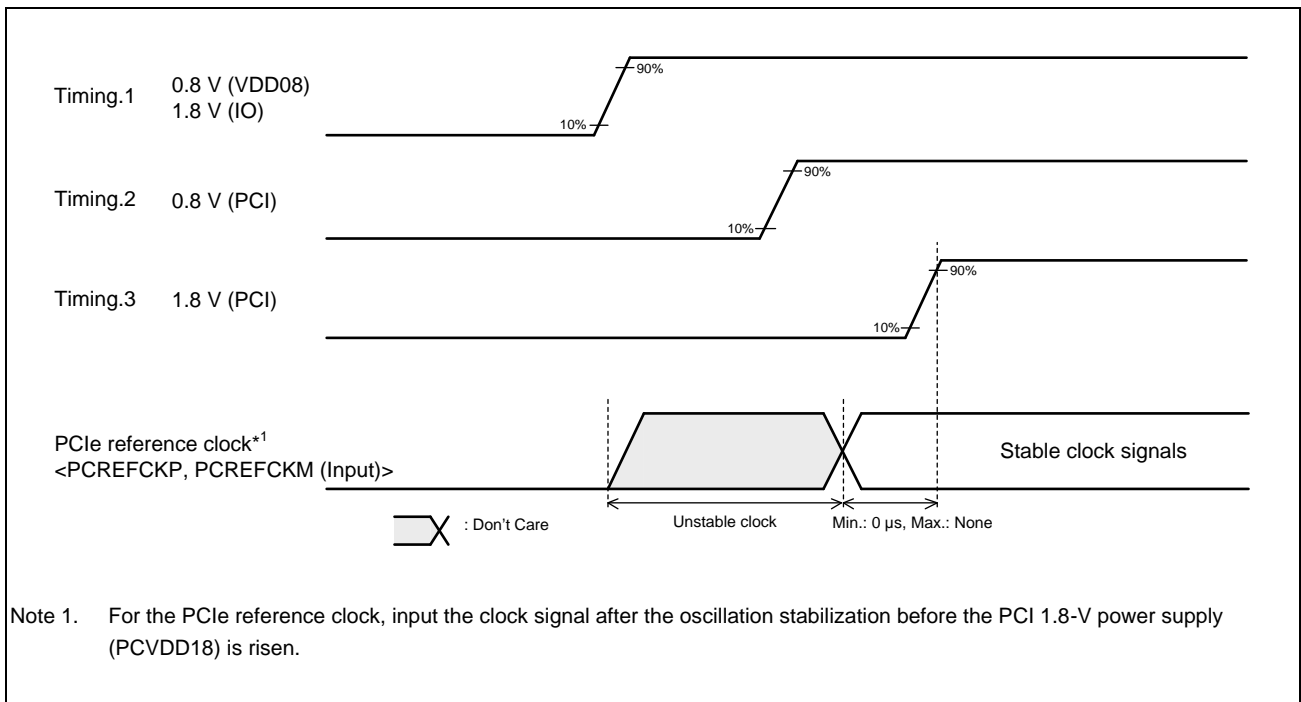 90%
Timing.1 0.8 V (VDD08)
1.8 V (IO)
10%
90%
Timing.2 0.8 V (PCI)
10%
90%
Timing.3 1.8 V (PCI)
10%
PCIe reference clock*1
<PCREFCKP, PCREFCKM (Input)>
Stable clock signals
: Don't Care
Unstable clock
Min.: 0 µs, Max.: None
Note 1. For the PCIe reference clock, input the clock signal after the oscillation stabilization before the PCI 1.8-V power supply
(PCVDD18) is risen.